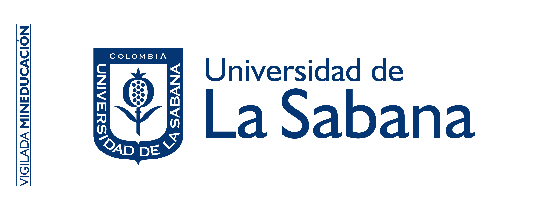 VIGILADA MINEDUCACIÓN
COLOMBIA
UNIVERSIDAD DE LA SABANA
Universidad de
La Sabana